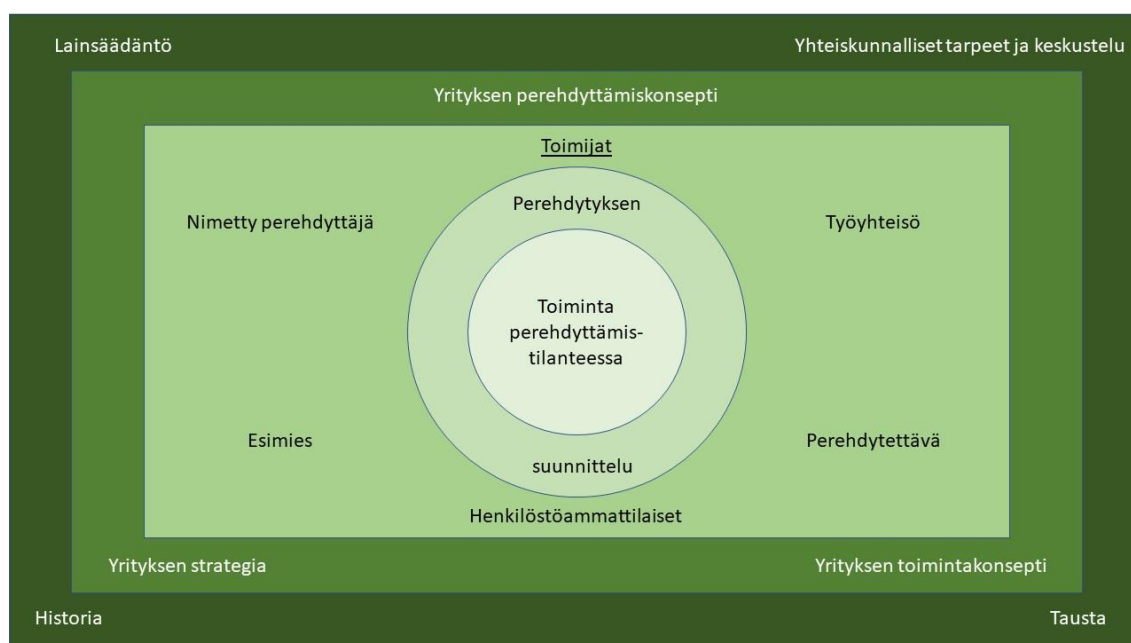 Lainsäädäntö
Yhteiskunnalliset tarpeet ja keskustelu
Yrityksen perehdyttämiskonsepti
Toimijat
Nimetty perehdyttäjä
Perehdytyksen
Työyhteisö
Toiminta
perehdyttämis-
tilanteessa
Esimies
Perehdytettävä
suunnittelu
Henkilöstöammattilaiset
Yrityksen strategia
Yrityksen toimintakonsepti
Historia
Tausta